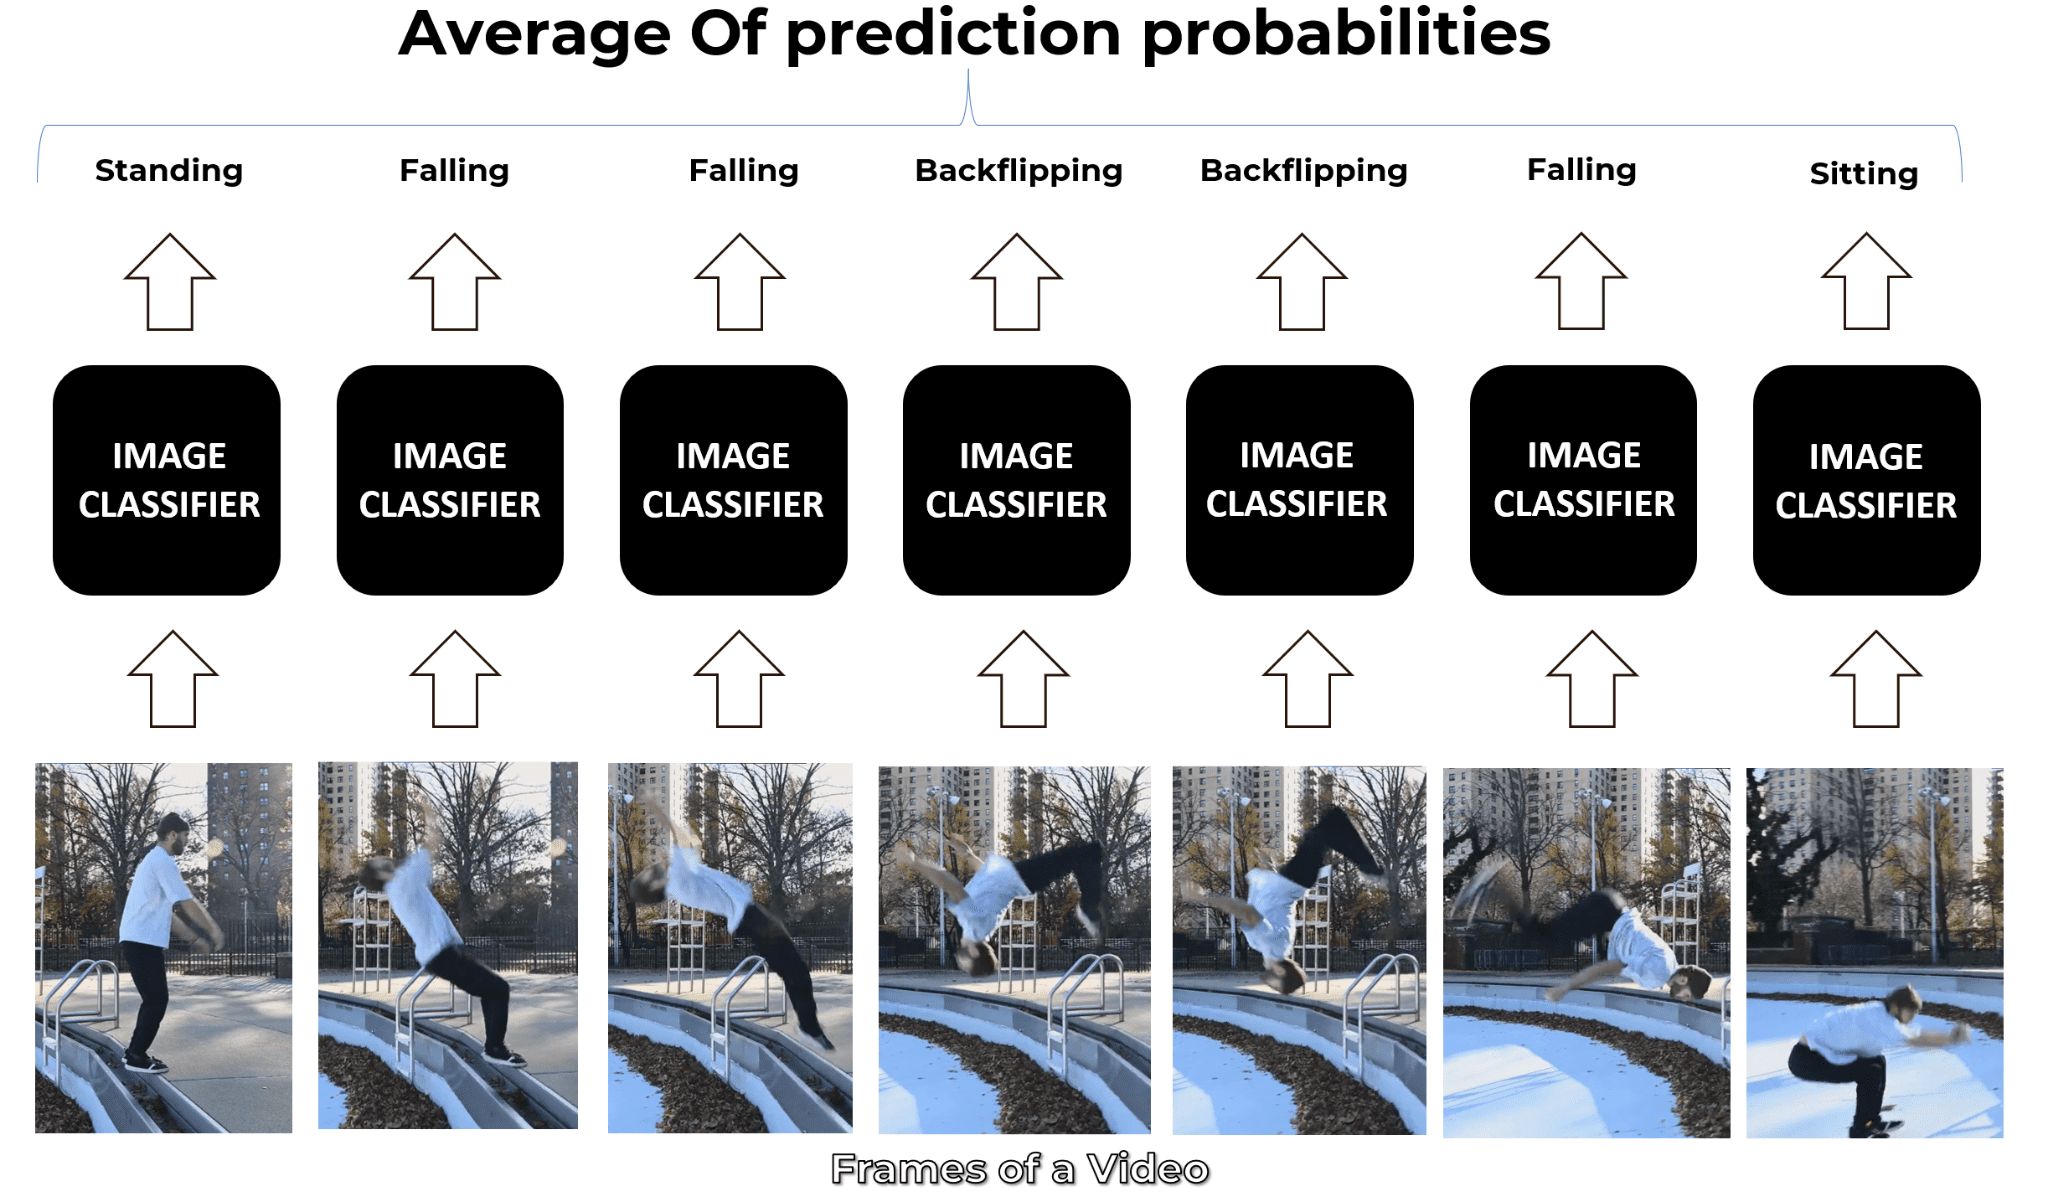 Average Of prediction probabilities
Standing
Falling
Falling
Backflipping
Backflipping
Falling
Sitting
IMAGE
CLASSIFIER
IMAGE
CLASSIFIER
IMAGE
CLASSIFIER
IMAGE
CLASSIFIER
IMAGE
CLASSIFIER
IMAGE
CLASSIFIER
IMAGE
CLASSIFIER
Frames of a Video